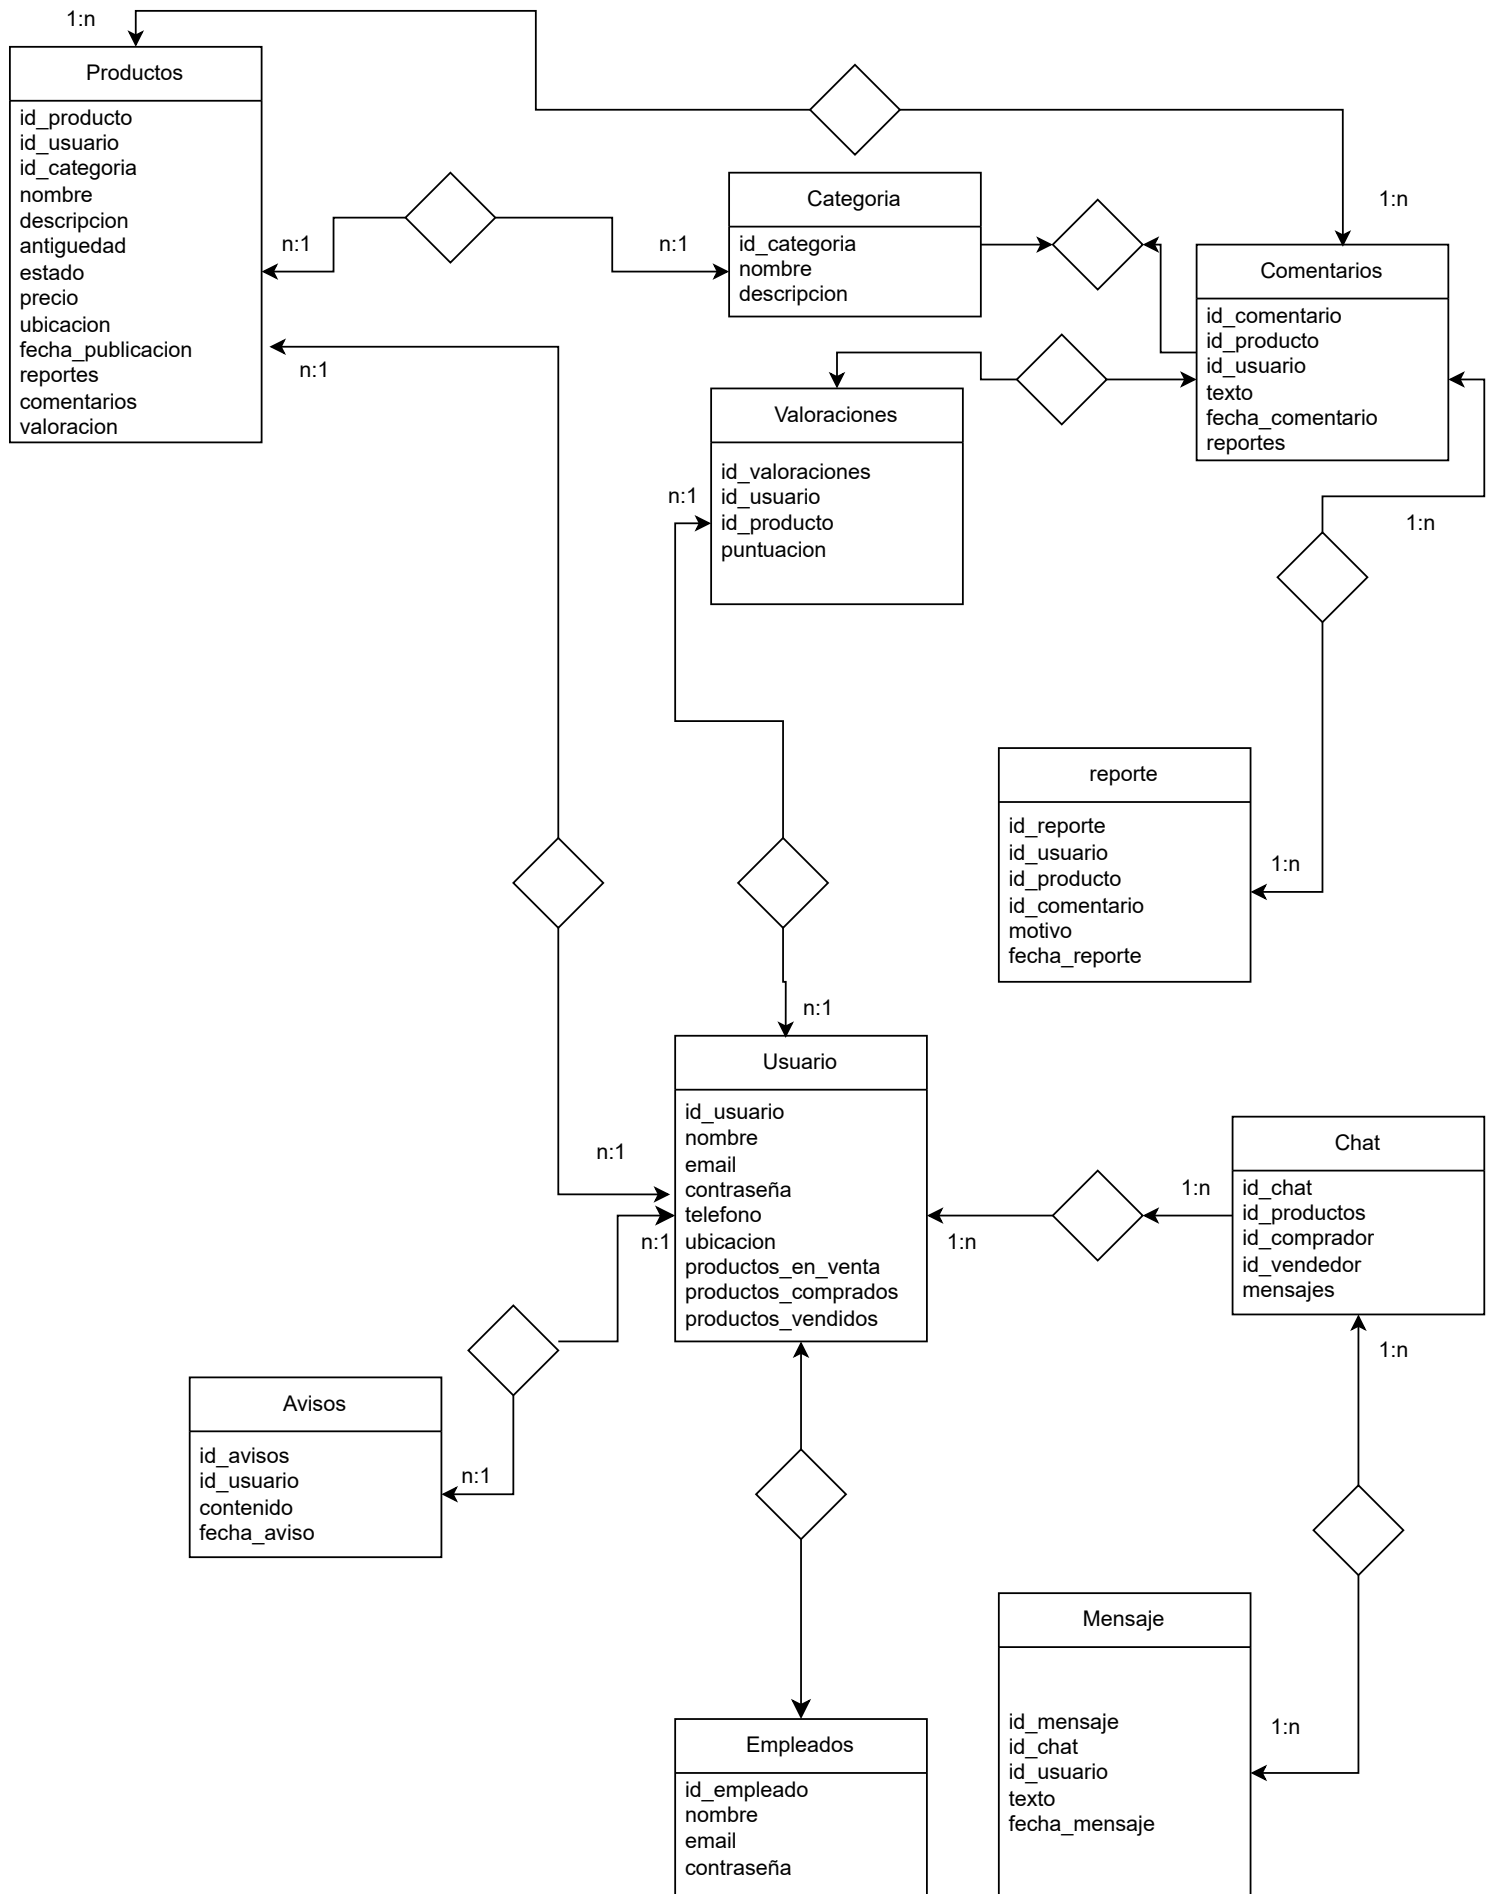 1:n
Productos
id_producto
id_usuario
id_categoria
nombre
descripcion
antiguedad
estado
precio
ubicacion
fecha_publicacion
reportes
comentarios
valoracion
n:1
n:1
n:1
Categoria
id_categoria
nombre
descripcion
1:n
Comentarios
id_comentario
id_producto
id_usuario
texto
fecha_comentario
reportes
1:n
Valoraciones
id_valoraciones
id_usuario
id_producto
puntuacion
n:1
reporte
id_reporte
id_usuario
id_producto
id_comentario
motivo
fecha_reporte
1:n
n:1
Usuario
id_usuario
nombre
email
contraseña
telefono
ubicacion
productos_en_venta
productos_comprados
productos_vendidos
n:1
n:1
1:n
1:n
Chat
id_chat
id_productos
id_comprador
id_vendedor
mensajes
1:n
Avisos
id_avisos
id_usuario
contenido
fecha_aviso
n:1
Mensaje
id_mensaje
id_chat
id_usuario
texto
fecha_mensaje
1:n
Empleados
id_empleado
nombre
email
contraseña